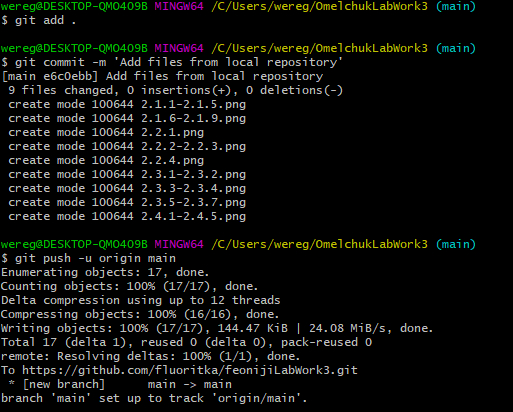 wereg@DESKTOP-QMO409B MINGW64 /C/Users/wereg/OmelchukLabWork3 (main)
$ git add .
wereg@DESKTOP-QMO409B MINGW64 /C/Users/wereg/OmelchukLabWork3 (main)
$ git commit -m 'Add files from local repository'
[main e6c0ebb] Add files from local repository
 9 files changed, 0 insertions(+), 0 deletions(-)
 create mode 100644 2.1.1-2.1.5.png
 create mode 100644 2.1.6-2.1.9.png
 create mode 100644 2.2.1.png
 create mode 100644 2.2.2-2.2.3.png
 create mode 100644 2.2.4.png
 create mode 100644 2.3.1-2.3.2.png
 create mode 100644 2.3.3-2.3.4.png
 create mode 100644 2.3.5-2.3.7.png
 create mode 100644 2.4.1-2.4.5.png
wereg@DESKTOP-QMO409B MINGW64 /C/Users/wereg/OmelchukLabWork3 (main)
$ git push -u origin main
Enumerating objects: 17, done.
Counting objects: 100% (17/17), done.
Delta compression using up to 12 threads
Compressing objects: 100% (16/16), done.
Writing objects: 100% (17/17), 144.47 KiB | 24.08 MiB/s, done.
Total 17 (delta 1), reused 0 (delta 0), pack-reused 0
remote: Resolving deltas: 100% (1/1), done.
To https://github.com/fluoritka/feonijiLabWork3.git
 * [new branch]      main -> main
branch 'main' set up to track 'origin/main'.